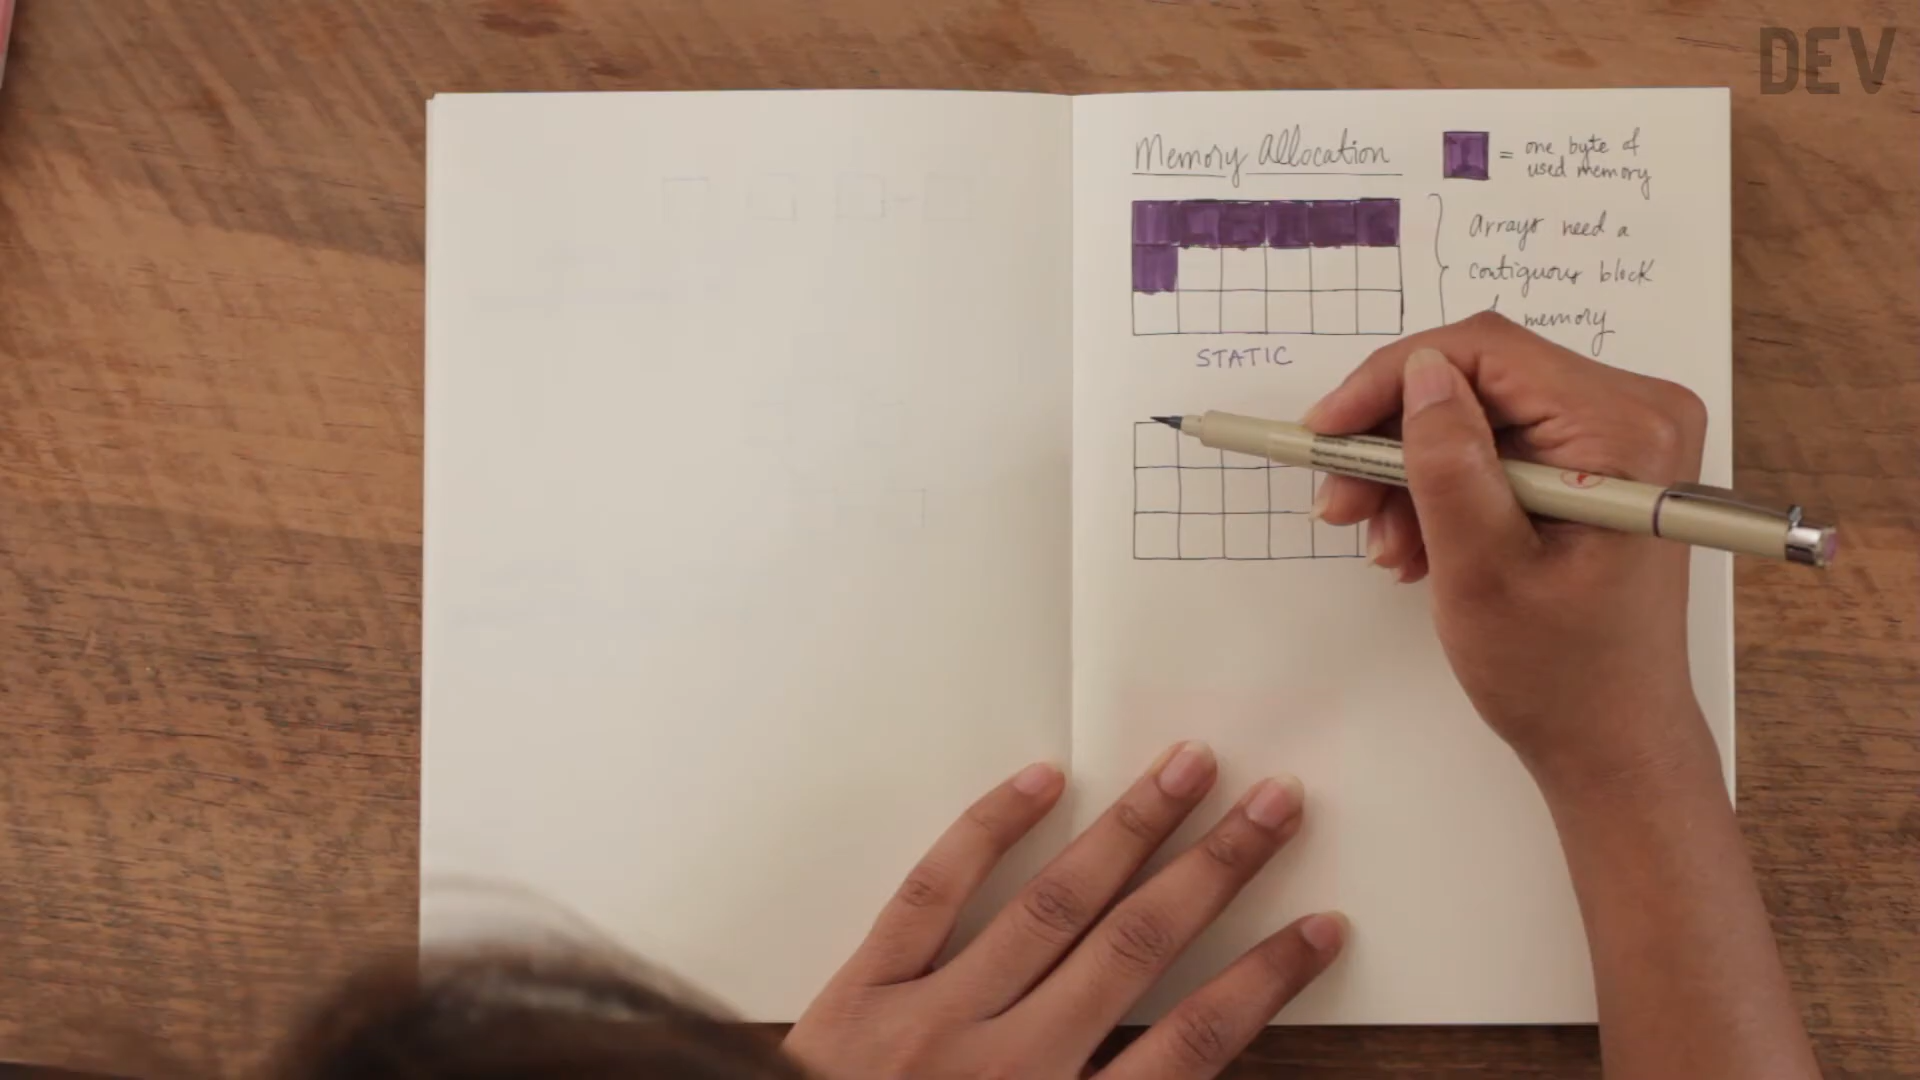 DEV
Memory Allocation
= one byte of
used memory
Arrays need a
contiguous block
memory
STATIC